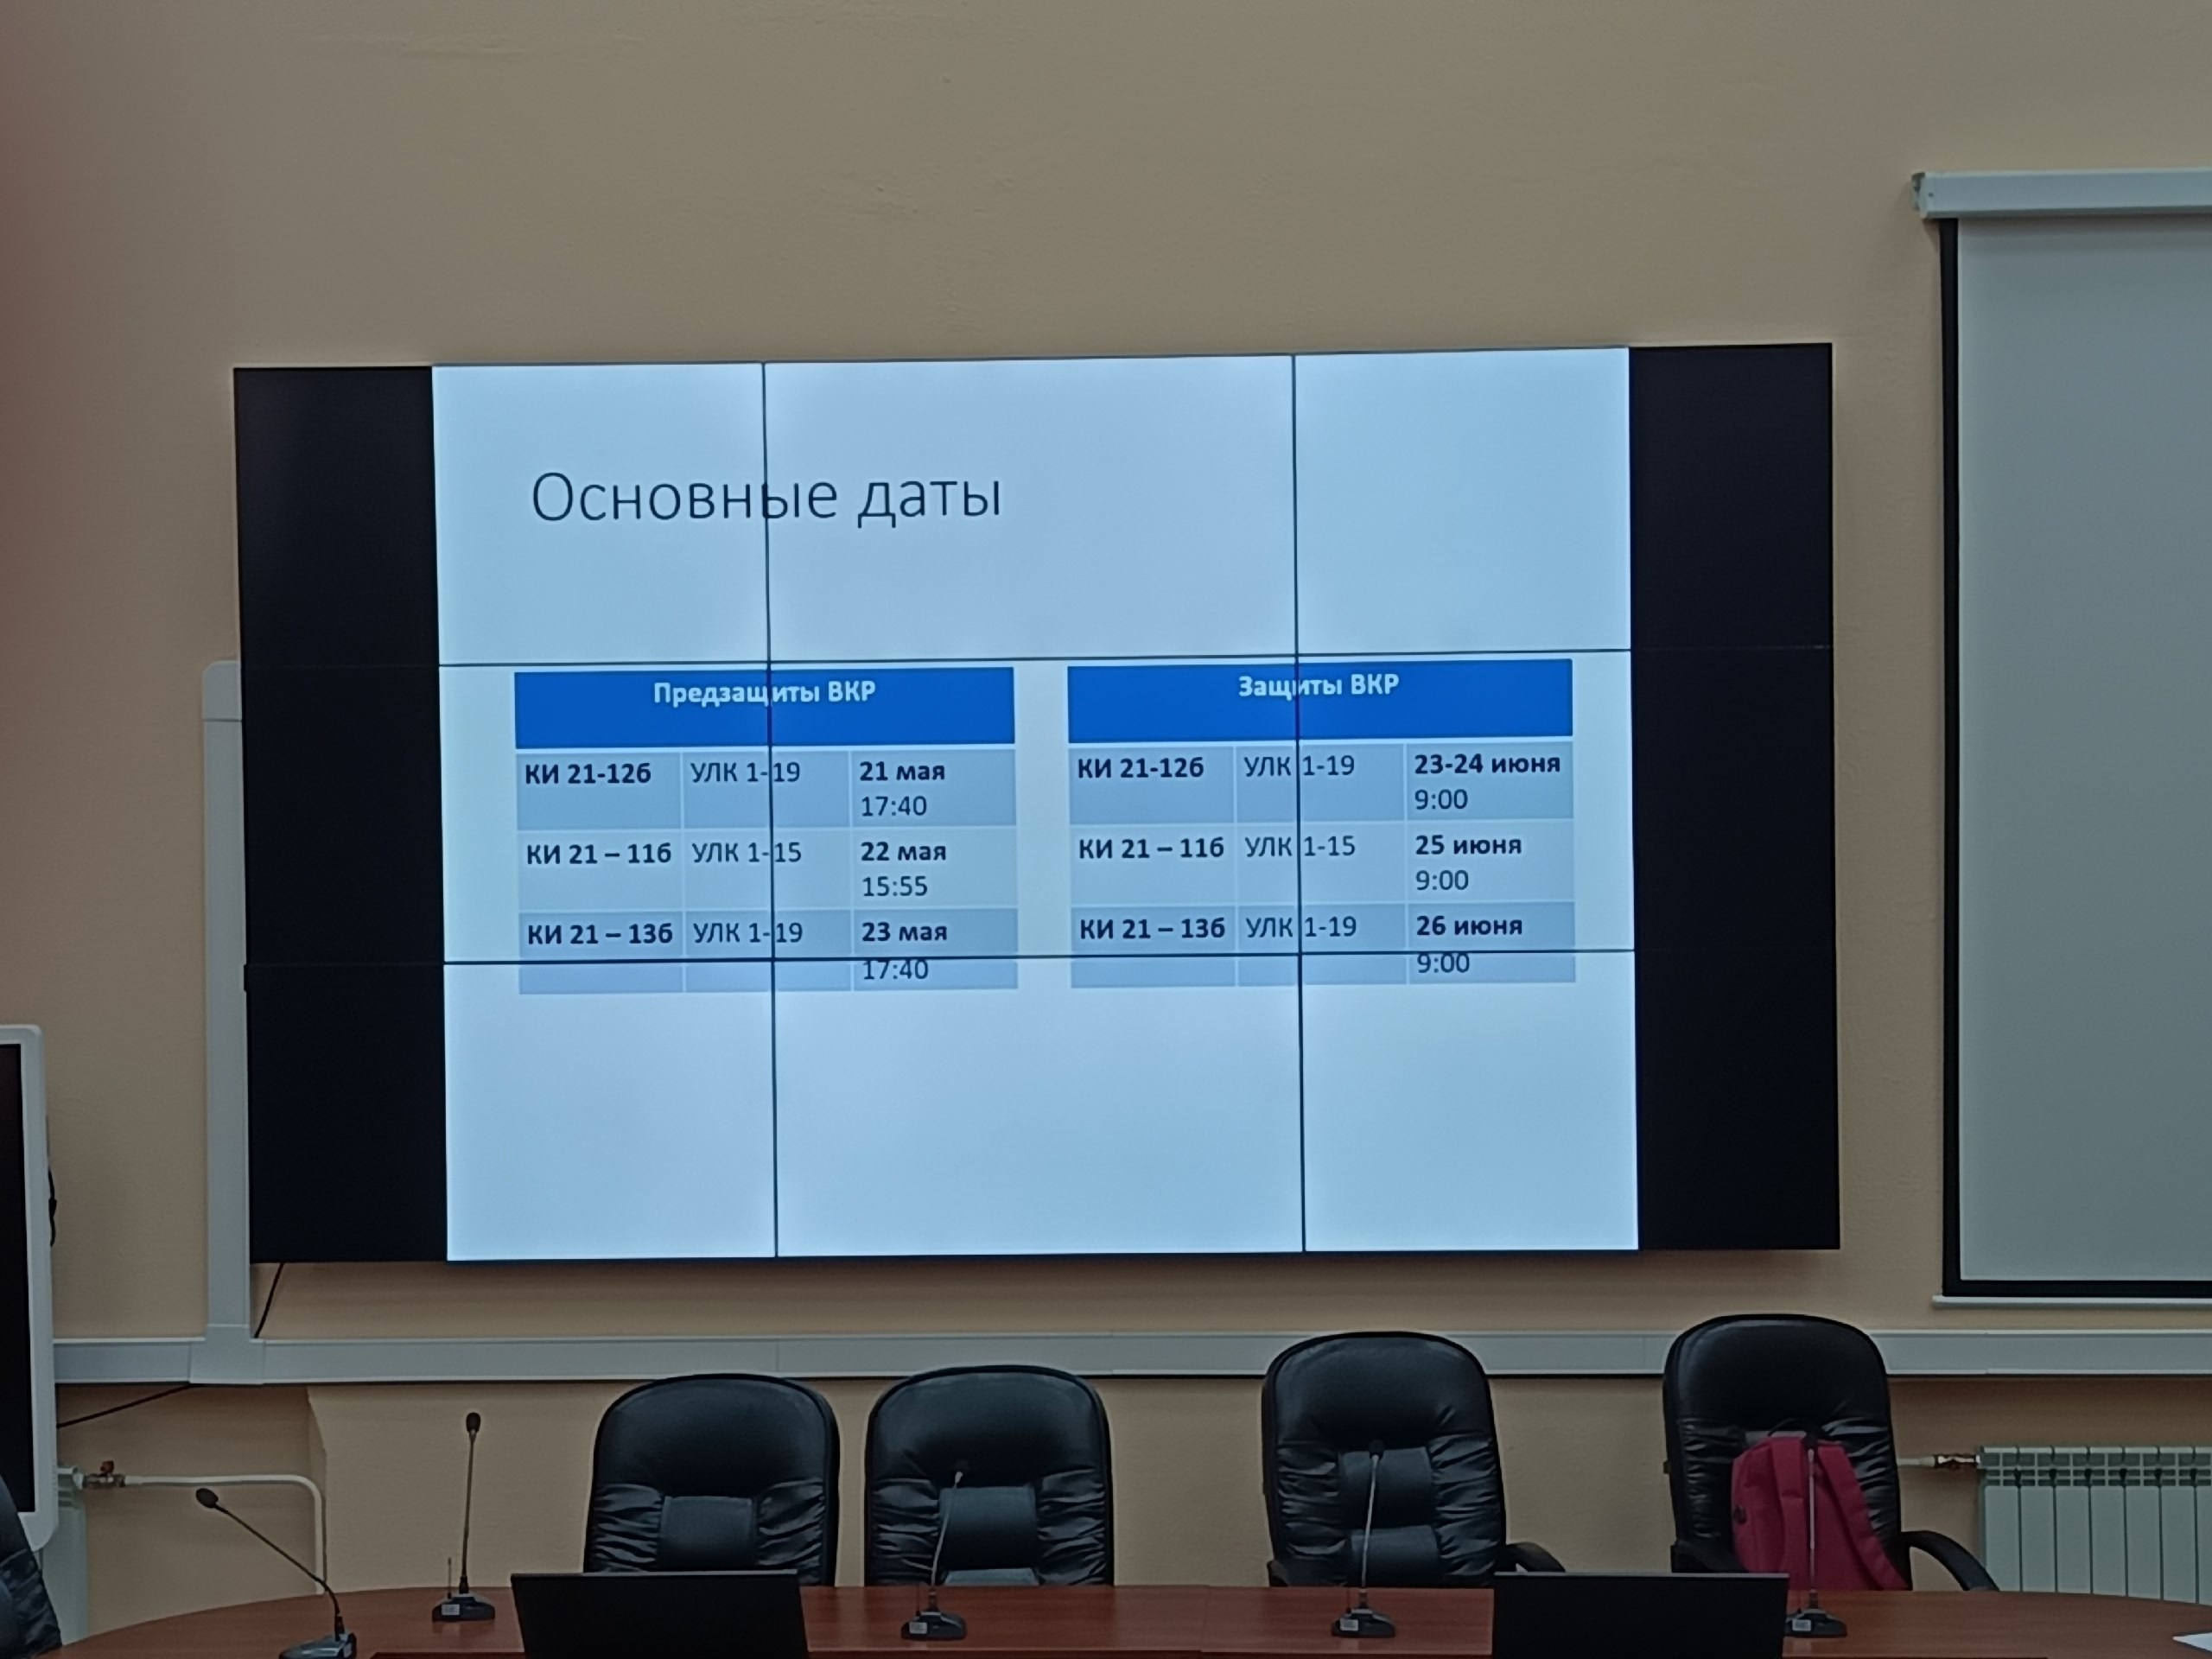 Основные даты
Предзащиты ВКР
КИ 21-12б УЛК 1-19 21 мая
17:40
КИ 21 – 11б УЛК 1-15 22 мая
15:55
КИ 21 – 13б УЛК 1-19 23 мая
17:40
Защиты ВКР
КИ 21-12б УЛК 1-19 23-24 июня
9:00
КИ 21 – 11б УЛК 1-15 25 июня
9:00
КИ 21 – 13б УЛК 1-19 26 июня
9:00